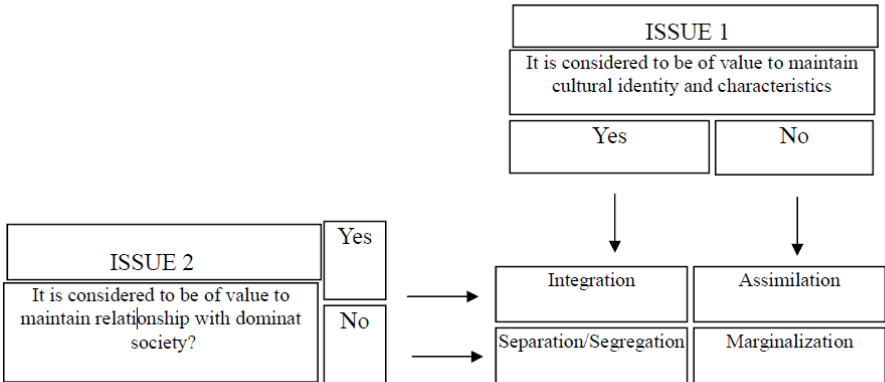 ISSUE 1
It is considered to be of value to maintain
cultural identity and characteristics
Yes
No
ISSUE 2
It is considered to be of value to
maintain relationship with dominat
society?
Yes
No
Integration
Assimilation
Separation/Segregation
Marginalization